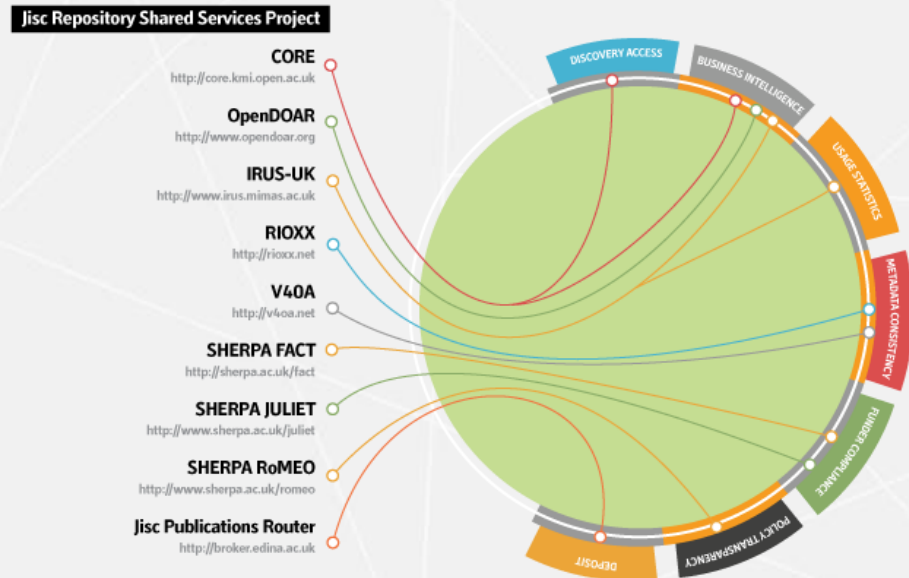 Jisc Repository Shared Services Project
CORE
http://core.kmi.open.ac.uk
OpenDOAR
http://www.opendoar.org
IRUS-UK
http://www.irus.mimas.ac.uk
RIOXX
http://rioxx.net
V4OA
http://v4oa.net
SHERPA FACT
http://sherpa.ac.uk/fact
SHERPA JULIET
http://www.sherpa.ac.uk/juliet
SHERPA RoMEO
http://www.sherpa.ac.uk/romeo
Jisc Publications Router
http://broker.edina.ac.uk
DISCOVERY ACCESS
BUSINESS INTELLIGENCE
USAGE STATISTICS
METADATA CONSISTENCY
FUNDER COMPLIANCE
POLICY TRANSPARENCY
DEPOSIT